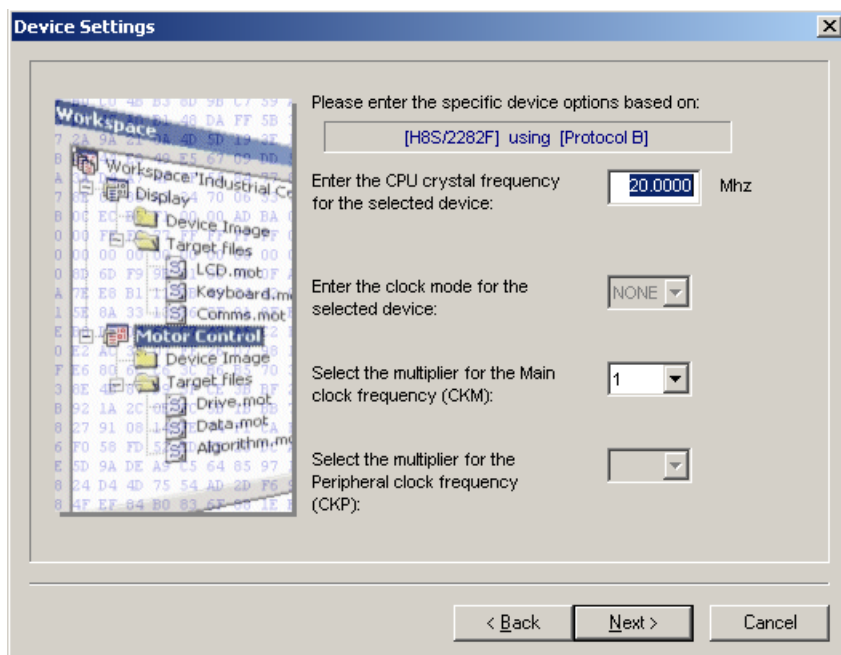 Device Settings
Please enter the specific device options based on:
[H8S/2282F] using [Protocol B]
Enter the CPU crystal frequency
for the selected device:
20.0000 Mhz
Enter the clock mode for the
selected device:
NONE
Select the multiplier for the Main
clock frequency (CKM):
1
Select the multiplier for the
Peripheral clock frequency
(CKP):
Workspace
Workspace 'Industrial Co
Display
Device Image
Target files
LCD.mot
Keyboard.mo
Comms.mot
Motor Control
Device Image
Target files
Drive.mot
Data.mot
Algorithm.mo
< Back
Next >
Cancel